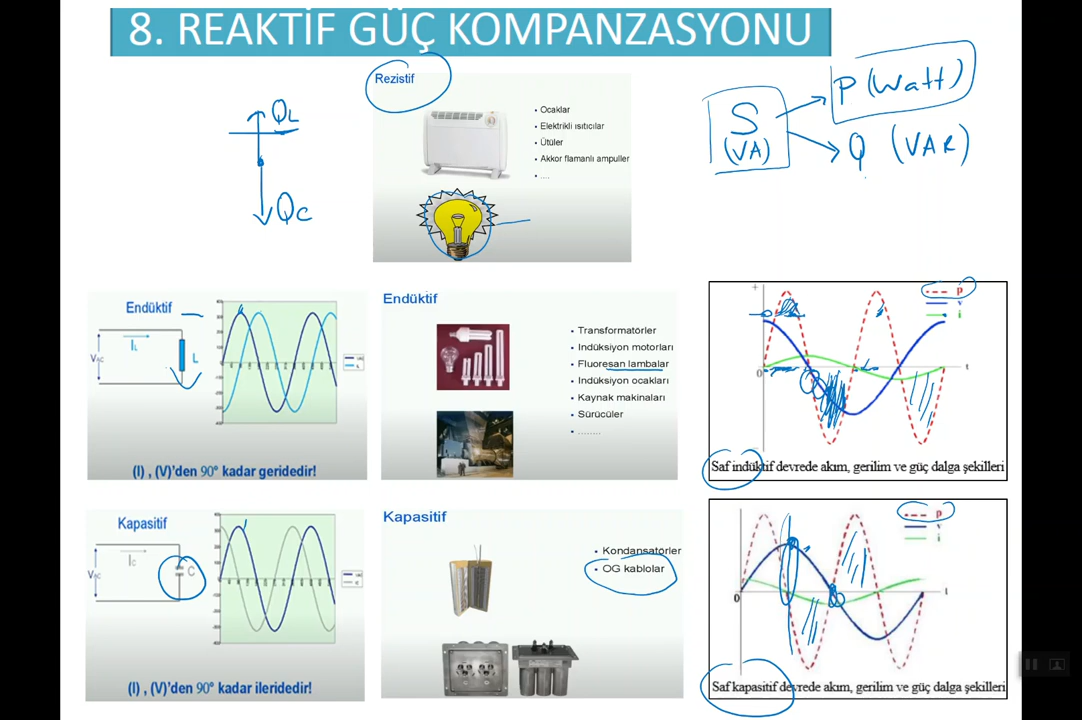 8. REAKTİF GÜÇ KOMPANZASYONU
QL
QC
Rezistif
• Ocaklar
• Elektrikli ısıtıcılar
• Ütüler
• Akkor flamanlı ampuller
• ....
S
(VA)
P (Watt)
Q (VAR)
Endüktif
VAC
IL
L
(I) , (V)'den 90° kadar geridedir!
Endüktif
• Transformatörler
• Indüksiyon motorları
• Fluoresan lambalar
• Indüksiyon ocakları
• Kaynak makinaları
• Sürücüler
• ........
+
p
v
i
0
t
-
Saf indüktif devrede akım, gerilim ve güç dalga şekilleri
Kapasitif
VAC
IC
C
(I) , (V)'den 90° kadar ileridedir!
Kapasitif
• Kondansatörler
• OG kablolar
p
i
0
t
Saf kapasitif devrede akım, gerilim ve güç dalga şekilleri